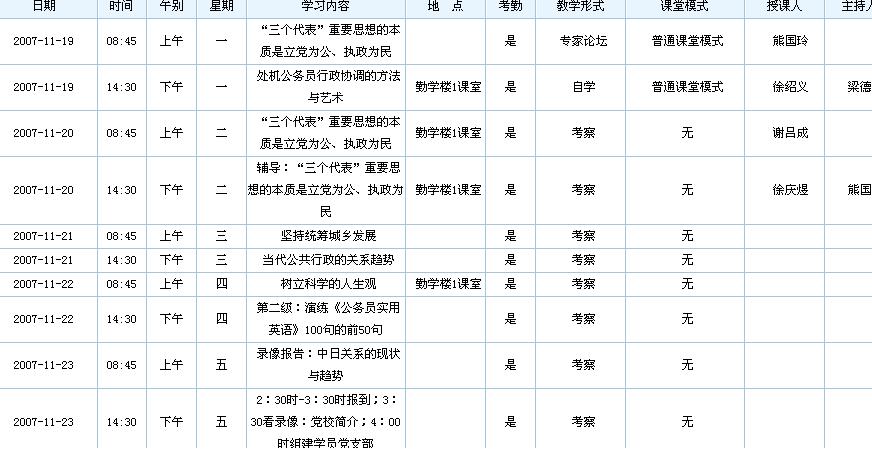 日期 时间 午别 星期 学习内容 地 点 考勤 教学形式 课堂模式 授课人 主持人
2007-11-19 08:45 上午 一 “三个代表”重要思想的本
质是立党为公、执政为民 是 专家论坛 普通课堂模式 熊国玲
2007-11-19 14:30 下午 一 处机公务员行政协调的方法
与艺术 勤学楼1课室 是 自学 普通课堂模式 徐绍义 梁德
2007-11-20 08:45 上午 二 “三个代表”重要思想的本
质是立党为公、执政为民 勤学楼1课室 是 考察 无 谢吕成
2007-11-20 14:30 下午 二 辅导：“三个代表”重要思
想的本质是立党为公、执政为
民 勤学楼1课室 是 考察 无 徐庆煜 熊国
2007-11-21 08:45 上午 三 坚持统筹城乡发展 是 考察 无
2007-11-21 14:30 下午 三 当代公共行政的关系趋势 是 考察 无
2007-11-22 08:45 上午 四 树立科学的人生观 勤学楼1课室 是 考察 无
2007-11-22 14:30 下午 四 第二级：演练《公务员实用
英语》100句的前50句 是 考察 无
2007-11-23 08:45 上午 五 录像报告：中日关系的现状
与趋势 是 考察 无
2007-11-23 14:30 下午 五 2：30时-3：30时报到；3：
30看录像：党校简介；4：00
时组建学员党支部 是 考察 无